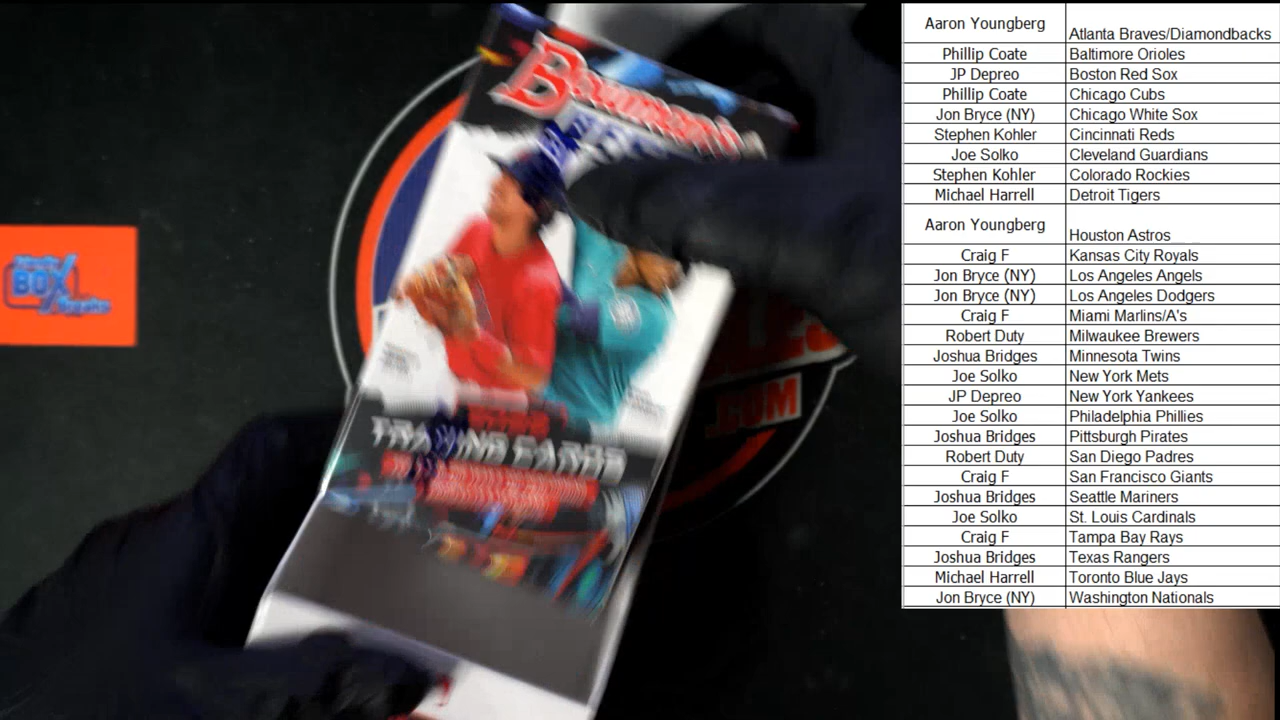 Bowman's
TRADING CARDS
BOX
.COM
Aaron Youngberg Atlanta Braves/Diamondbacks
Phillip Coate Baltimore Orioles
JP Depreo Boston Red Sox
Phillip Coate Chicago Cubs
Jon Bryce (NY) Chicago White Sox
Stephen Kohler Cincinnati Reds
Joe Solko Cleveland Guardians
Stephen Kohler Colorado Rockies
Michael Harrell Detroit Tigers
Aaron Youngberg Houston Astros
Craig F Kansas City Royals
Jon Bryce (NY) Los Angeles Angels
Jon Bryce (NY) Los Angeles Dodgers
Craig F Miami Marlins/A's
Robert Duty Milwaukee Brewers
Joshua Bridges Minnesota Twins
Joe Solko New York Mets
JP Depreo New York Yankees
Joe Solko Philadelphia Phillies
Joshua Bridges Pittsburgh Pirates
Robert Duty San Diego Padres
Craig F San Francisco Giants
Joshua Bridges Seattle Mariners
Joe Solko St. Louis Cardinals
Craig F Tampa Bay Rays
Joshua Bridges Texas Rangers
Michael Harrell Toronto Blue Jays
Jon Bryce (NY) Washington Nationals